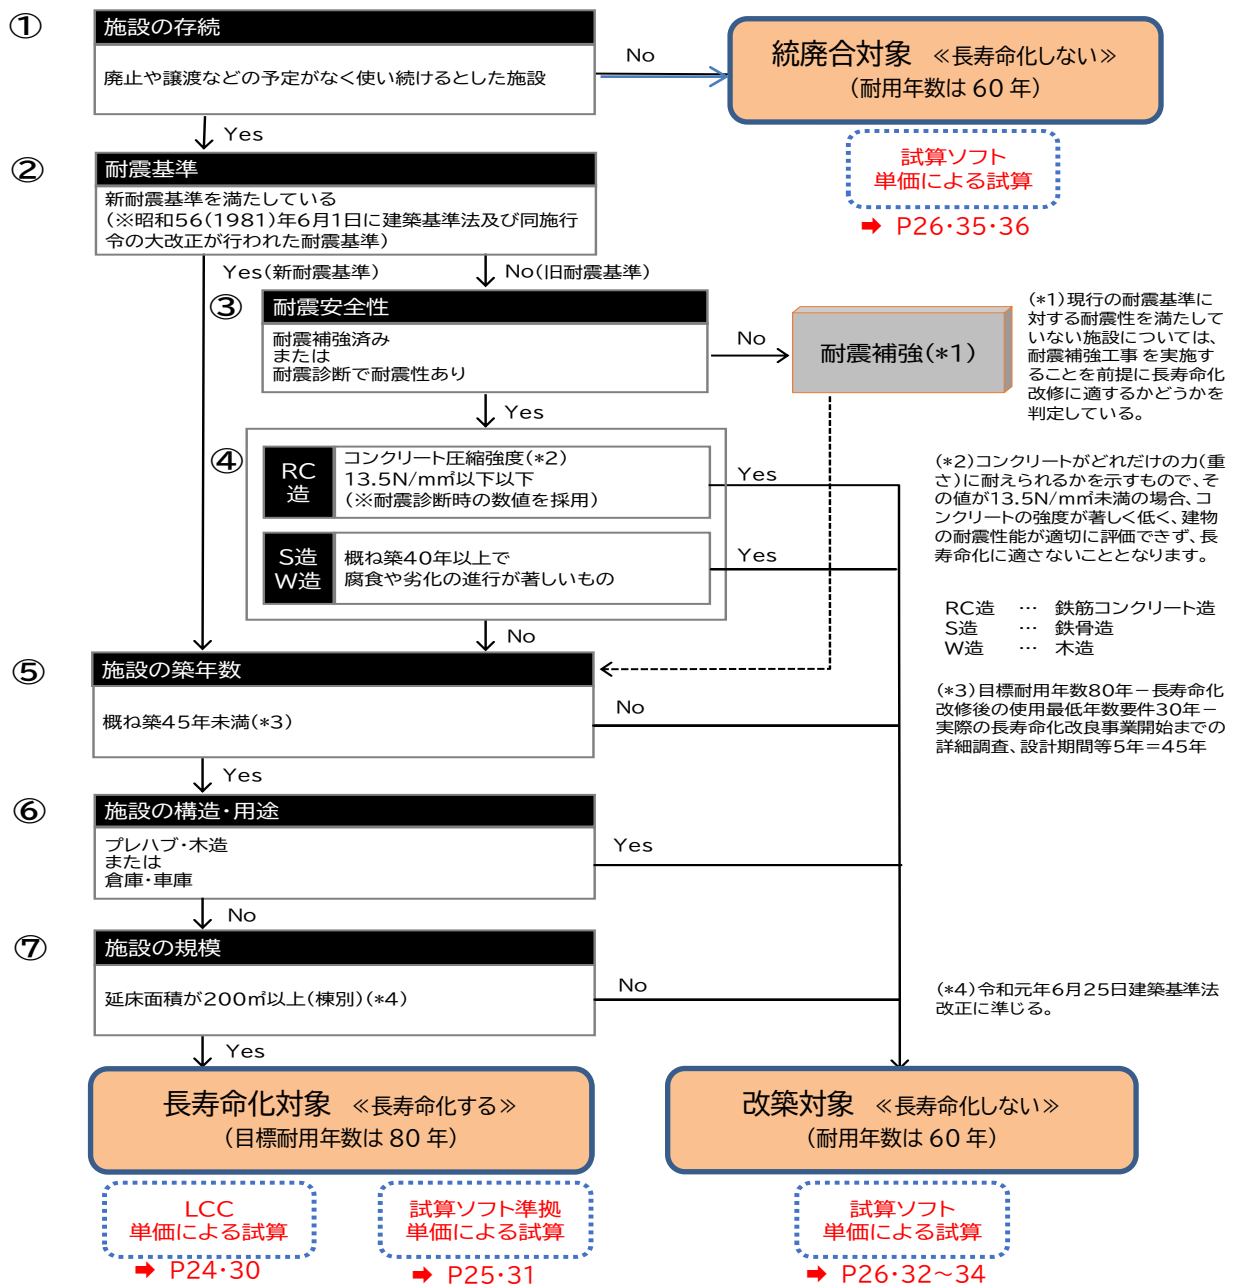 ①
施設の存続
廃止や譲渡などの予定がなく使い続けるとした施設
No
統廃合対象 ≪長寿命化しない≫
(耐用年数は 60 年)
試算ソフト
単価による試算
➡ P26・35・36
Yes
②
耐震基準
新耐震基準を満たしている
(※昭和56(1981)年6月1日に建築基準法及び同施行
令の大改正が行われた耐震基準)
Yes(新耐震基準)
No(旧耐震基準)
③
耐震安全性
耐震補強済み
または
耐震診断で耐震性あり
No
耐震補強(*1)
(*1)現行の耐震基準に
対する耐震性を満たして
いない施設については、
耐震補強工事 を実施す
ることを前提に長寿命化
改修に適するかどうかを
判定している。
Yes
④
RC
造
コンクリート圧縮強度(*2)
13.5N/m㎡以下以下
(※耐震診断時の数値を採用)
Yes
S造
W造
概ね築40年以上で
腐食や劣化の進行が著しいもの
Yes
(*2)コンクリートがどれだけの力(重
さ)に耐えられるかを示すもので、そ
の値が13.5N/m㎡未満の場合、コ
ンクリートの強度が著しく低く、建物
の耐震性能が適切に評価できず、長
寿命化に適さないこととなります。
RC造 … 鉄筋コンクリート造
S造 … 鉄骨造
W造 … 木造
No
⑤
施設の築年数
概ね築45年未満(*3)
No
(*3)目標耐用年数80年－長寿命化
改修後の使用最低年数要件30年－
実際の長寿命化改良事業開始までの
詳細調査、設計期間等5年＝45年
Yes
⑥
施設の構造・用途
プレハブ・木造
または
倉庫・車庫
Yes
No
⑦
施設の規模
延床面積が200㎡以上(棟別)(*4)
No
(*4)令和元年6月25日建築基準法
改正に準じる。
Yes
長寿命化対象 ≪長寿命化する≫
(目標耐用年数は 80 年)
改築対象 ≪長寿命化しない≫
(耐用年数は 60 年)
LCC
単価による試算
➡ P24・30
試算ソフト準拠
単価による試算
➡ P25・31
試算ソフト
単価による試算
➡ P26・32～34